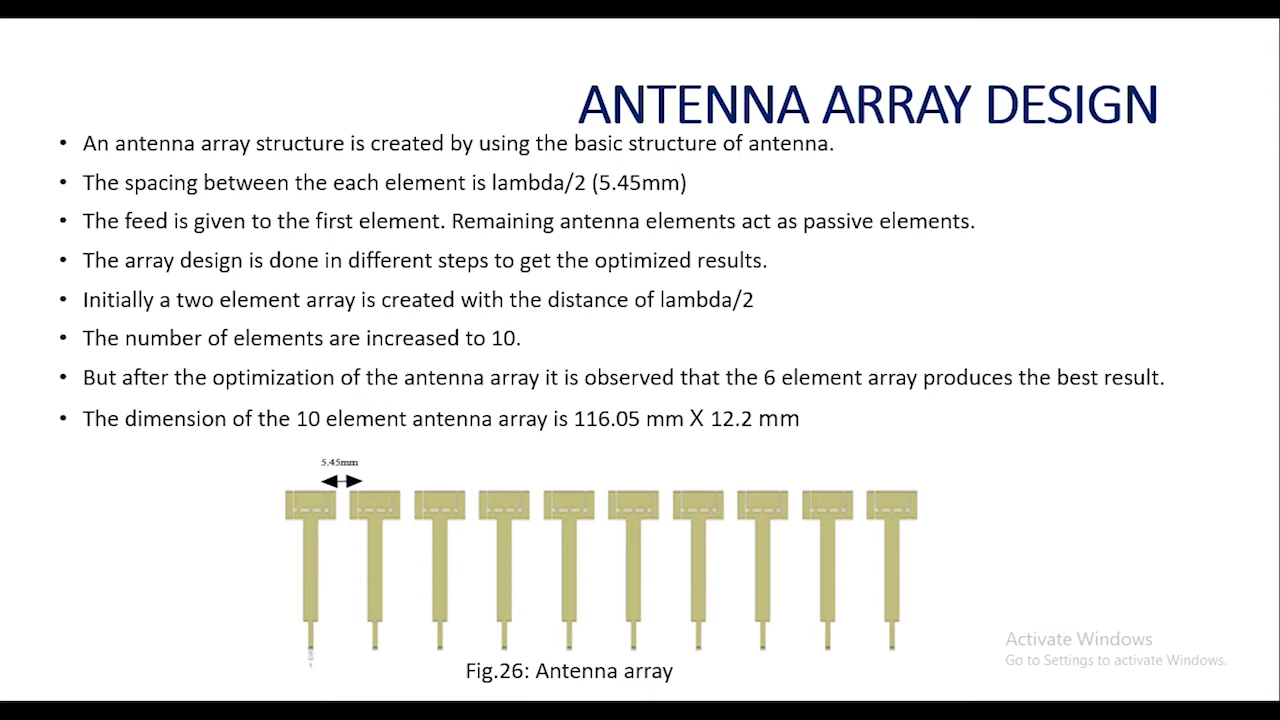 ANTENNA ARRAY DESIGN
• An antenna array structure is created by using the basic structure of antenna.
• The spacing between the each element is lambda/2 (5.45mm)
• The feed is given to the first element. Remaining antenna elements act as passive elements.
• The array design is done in different steps to get the optimized results.
• Initially a two element array is created with the distance of lambda/2
• The number of elements are increased to 10.
• But after the optimization of the antenna array it is observed that the 6 element array produces the best result.
• The dimension of the 10 element antenna array is 116.05 mm X 12.2 mm
5.45mm
Fig.26: Antenna array
Activate Windows
Go to Settings to activate Windows.